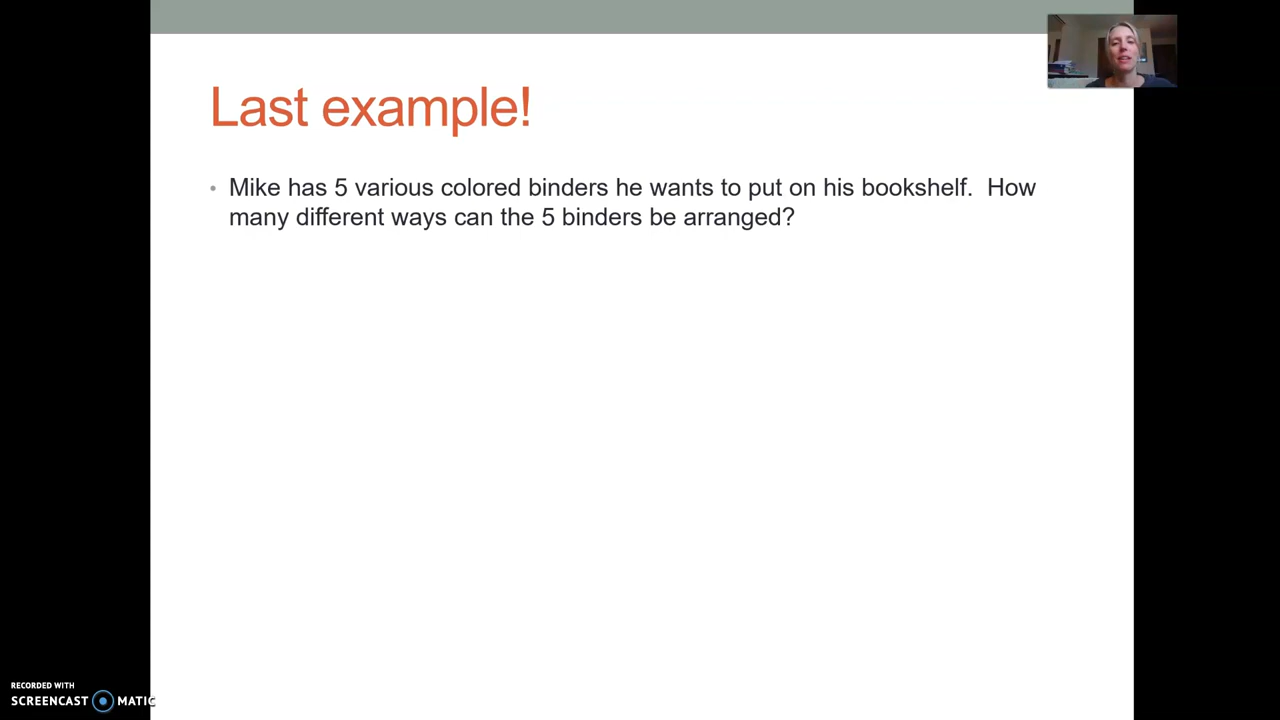 Last example!
• Mike has 5 various colored binders he wants to put on his bookshelf.  How
many different ways can the 5 binders be arranged?
RECORDED WITH
SCREENCAST MATIC